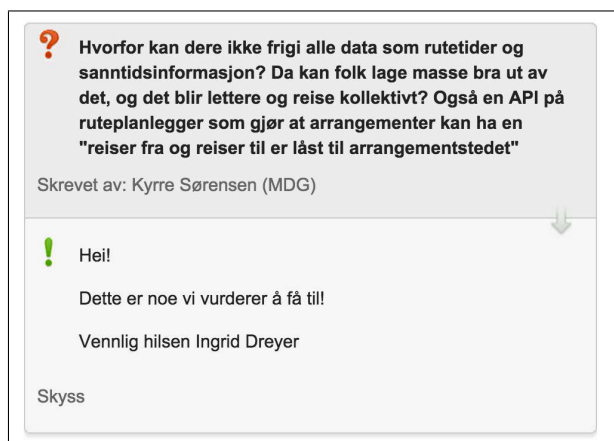 Hvorfor kan dere ikke frigi alle data som rutetider og
sanntidsinformasjon? Da kan folk lage masse bra ut av
det, og det blir lettere og reise kollektivt? Også en API på
ruteplanlegger som gjør at arrangementer kan ha en
"reiser fra og reiser til er låst til arrangementstedet"
Skrevet av: Kyrre Sørensen (MDG)
Hei!
Dette er noe vi vurderer å få til!
Vennlig hilsen Ingrid Dreyer
Skyss